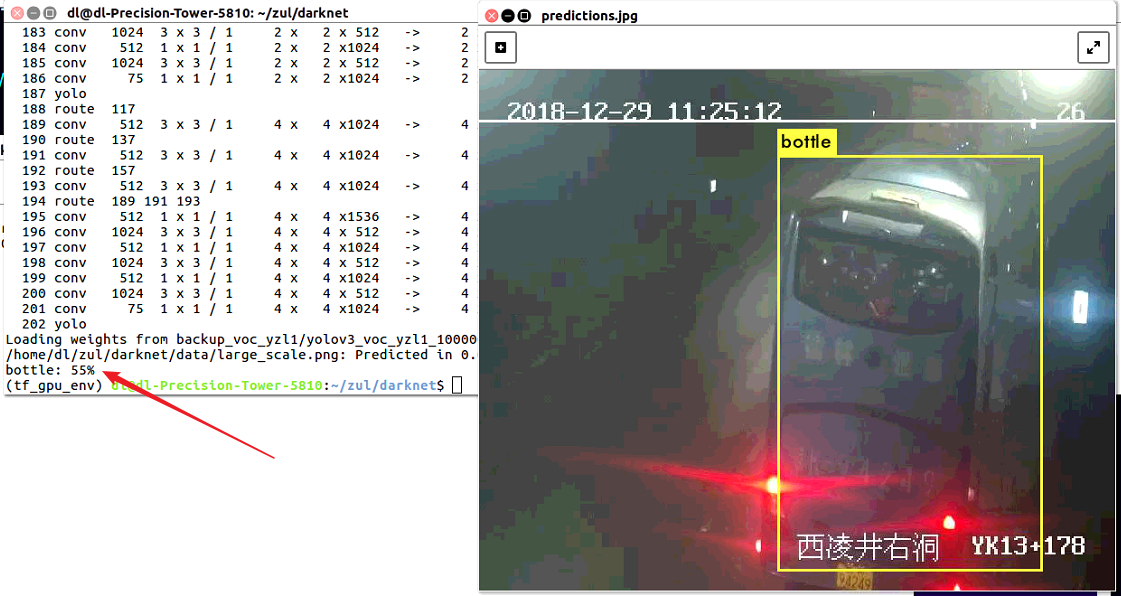 dl@dl-Precision-Tower-5810: ~/zul/darknet
183 conv 1024 3 x 3 / 1 2 x 2 x 512 -> 2
184 conv 512 1 x 1 / 1 2 x 2 x1024 -> 2
185 conv 1024 3 x 3 / 1 2 x 2 x 512 -> 2
186 conv 75 1 x 1 / 1 2 x 2 x1024 -> 2
187 yolo
188 route 117
189 conv 512 3 x 3 / 1 4 x 4 x1024 -> 4
190 route 137
191 conv 512 3 x 3 / 1 4 x 4 x1024 -> 4
192 route 157
193 conv 512 3 x 3 / 1 4 x 4 x1024 -> 4
194 route 189 191 193
195 conv 512 1 x 1 / 1 4 x 4 x1536 -> 4
196 conv 1024 3 x 3 / 1 4 x 4 x 512 -> 4
197 conv 512 1 x 1 / 1 4 x 4 x1024 -> 4
198 conv 1024 3 x 3 / 1 4 x 4 x 512 -> 4
199 conv 512 1 x 1 / 1 4 x 4 x1024 -> 4
200 conv 1024 3 x 3 / 1 4 x 4 x 512 -> 4
201 conv 75 1 x 1 / 1 4 x 4 x1024 -> 4
202 yolo
Loading weights from backup_voc_yzl1/yolov3_voc_yzl1_10000
/home/dl/zul/darknet/data/large_scale.png: Predicted in 0.
bottle: 55%
(tf_gpu_env) dl@dl-Precision-Tower-5810:~/zul/darknet$
predictions.jpg
2018-12-29 11:25:12 26
bottle
西凌井右洞 YK13+178